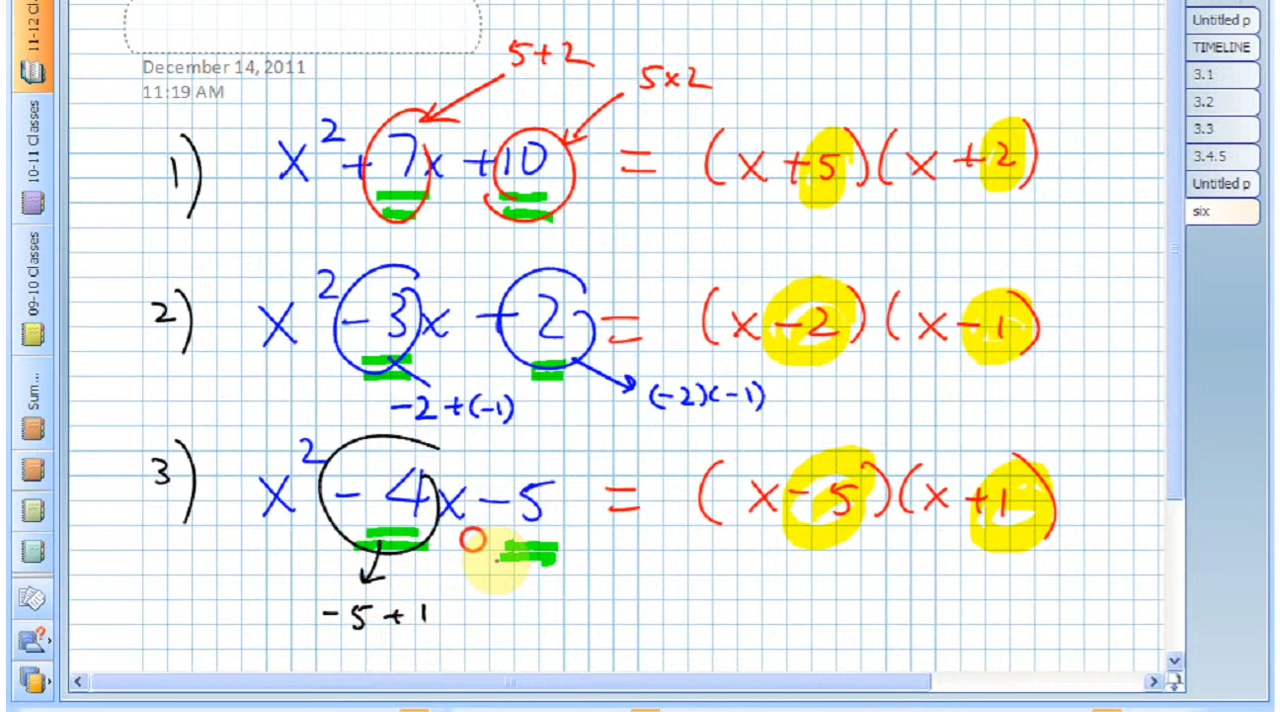 11-12 Cl
10-11 Classes
09-10 Classes
Sum...
December 14, 2011
11:19 AM
5+2
5×2
1) x² + 7x + 10 = (x + 5)(x + 2)
2) x² - 3x + 2 = (x - 2)(x - 1)
-2 + (-1)
(-2)(-1)
3) x² - 4x - 5 = (x - 5)(x + 1)
-5 + 1
Untitled p
TIMELINE
3.1
3.2
3.3
3.4.5
Untitled p
six